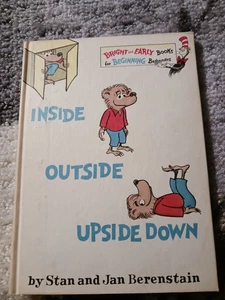 BRIGHT and EARLY Books
for BEGINNING Beginners
INSIDE
OUTSIDE
UPSIDE DOWN
by Stan and Jan Berenstain